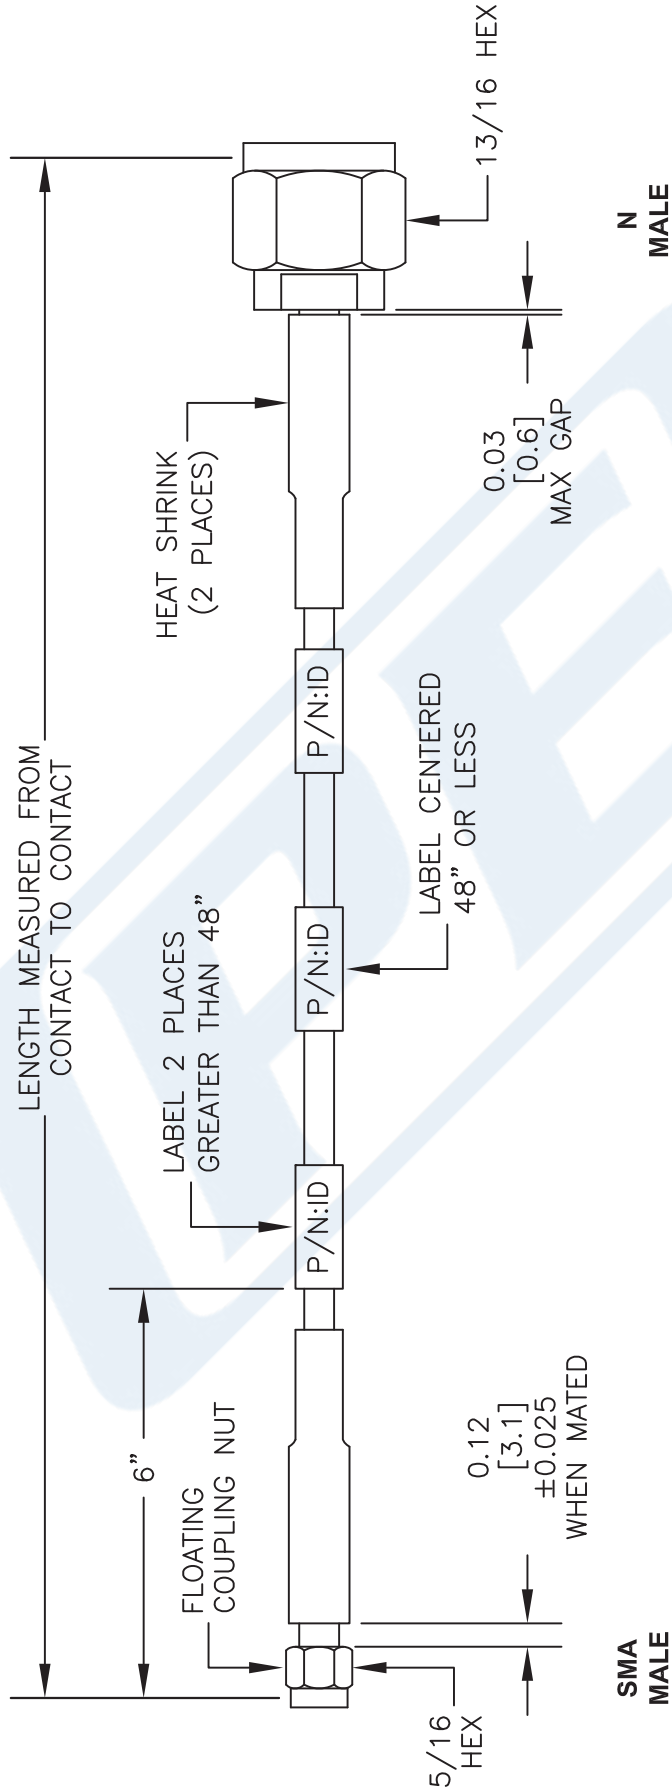 LENGTH MEASURED FROM
CONTACT TO CONTACT
6”
FLOATING
COUPLING NUT
LABEL 2 PLACES
GREATER THAN 48”
HEAT SHRINK
(2 PLACES)
P/N:ID
P/N:ID
P/N:ID
5/16
HEX
0.12
[3.1]
±0.025
WHEN MATED
LABEL CENTERED
48” OR LESS
0.03
[0.6]
MAX GAP
13/16 HEX
SMA
MALE
N
MALE
PE